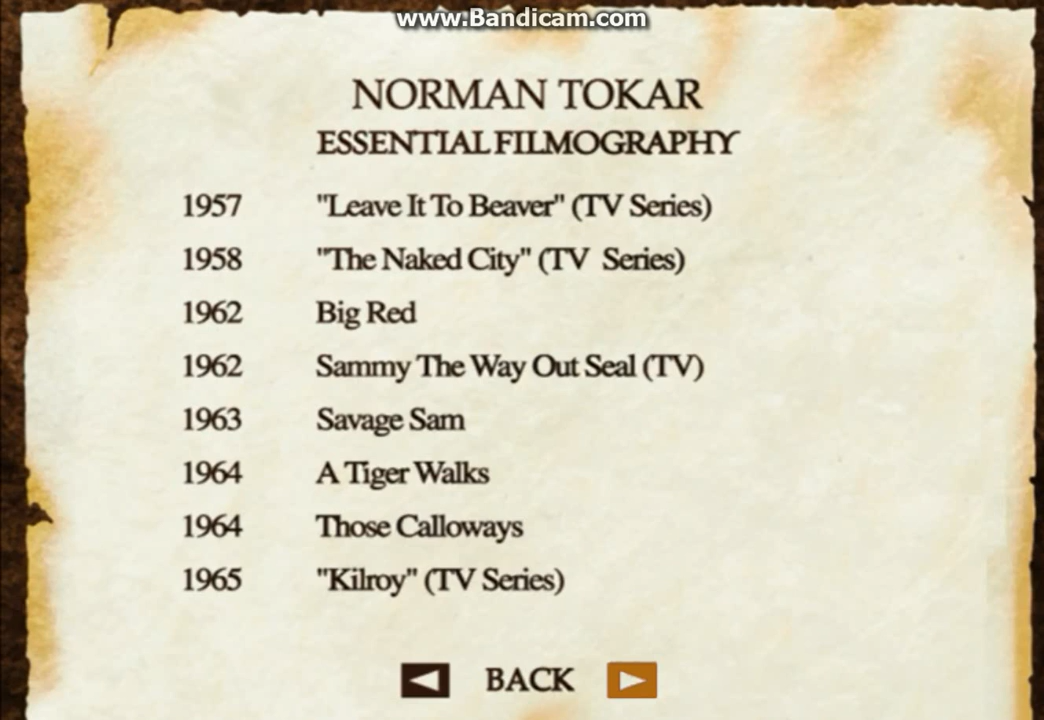 www.Bandicam.com
NORMAN TOKAR
ESSENTIAL FILMOGRAPHY
1957 "Leave It To Beaver" (TV Series)
1958 "The Naked City" (TV Series)
1962 Big Red
1962 Sammy The Way Out Seal (TV)
1963 Savage Sam
1964 A Tiger Walks
1964 Those Calloways
1965 "Kilroy" (TV Series)
BACK